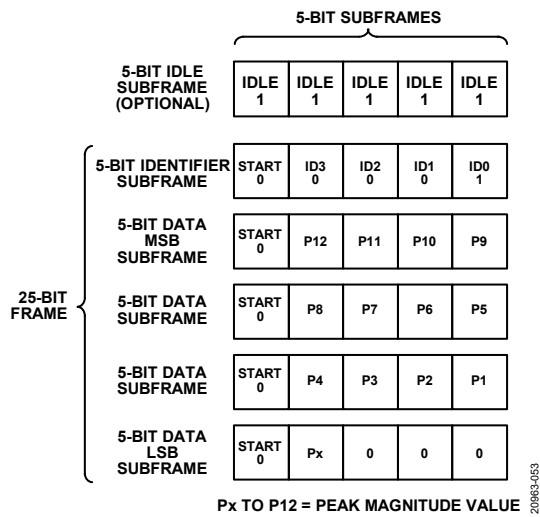 5-BIT SUBFRAMES
5-BIT IDLE
SUBFRAME
(OPTIONAL)
IDLE
1
IDLE
1
IDLE
1
IDLE
1
IDLE
1
25-BIT
FRAME
5-BIT IDENTIFIER
SUBFRAME
START
0
ID3
0
ID2
0
ID1
0
ID0
1
5-BIT DATA
MSB
SUBFRAME
START
0
P12
P11
P10
P9
5-BIT DATA
SUBFRAME
START
0
P8
P7
P6
P5
5-BIT DATA
SUBFRAME
START
0
P4
P3
P2
P1
5-BIT DATA
LSB
SUBFRAME
START
0
Px
0
0
0
Px TO P12 = PEAK MAGNITUDE VALUE
20963-053